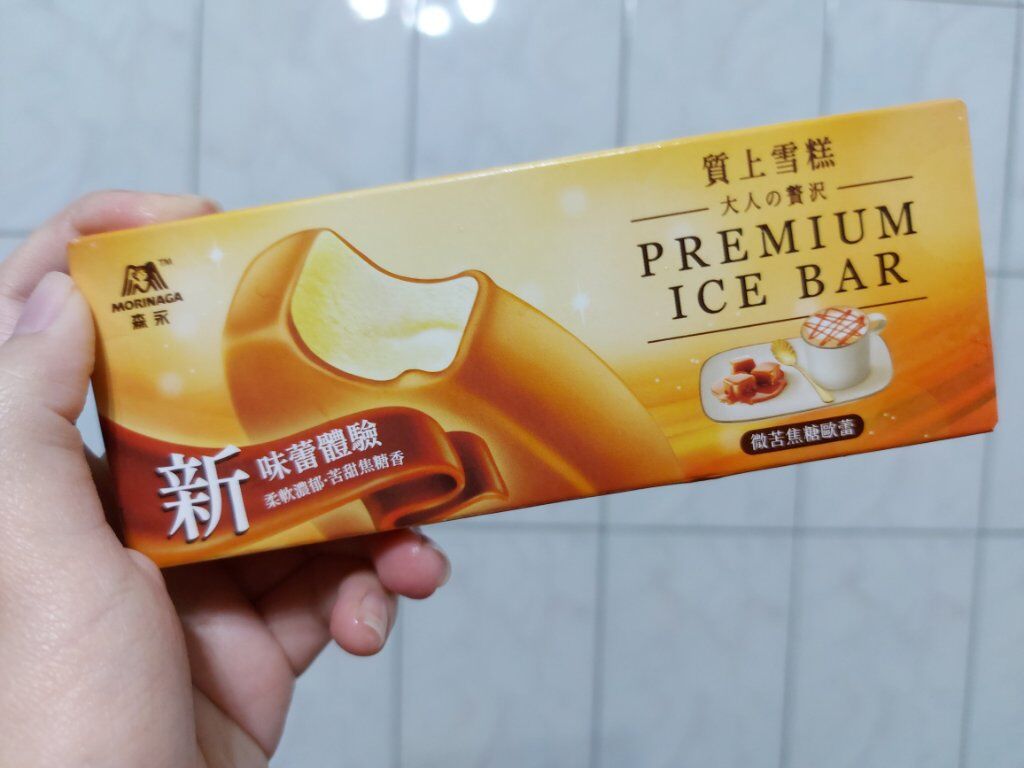 MORINAGA™
森永
新
味蕾體驗
柔軟濃郁·苦甜焦糖香
質上雪糕
大人の贅沢
PREMIUM
ICE BAR
微苦焦糖歐蕾